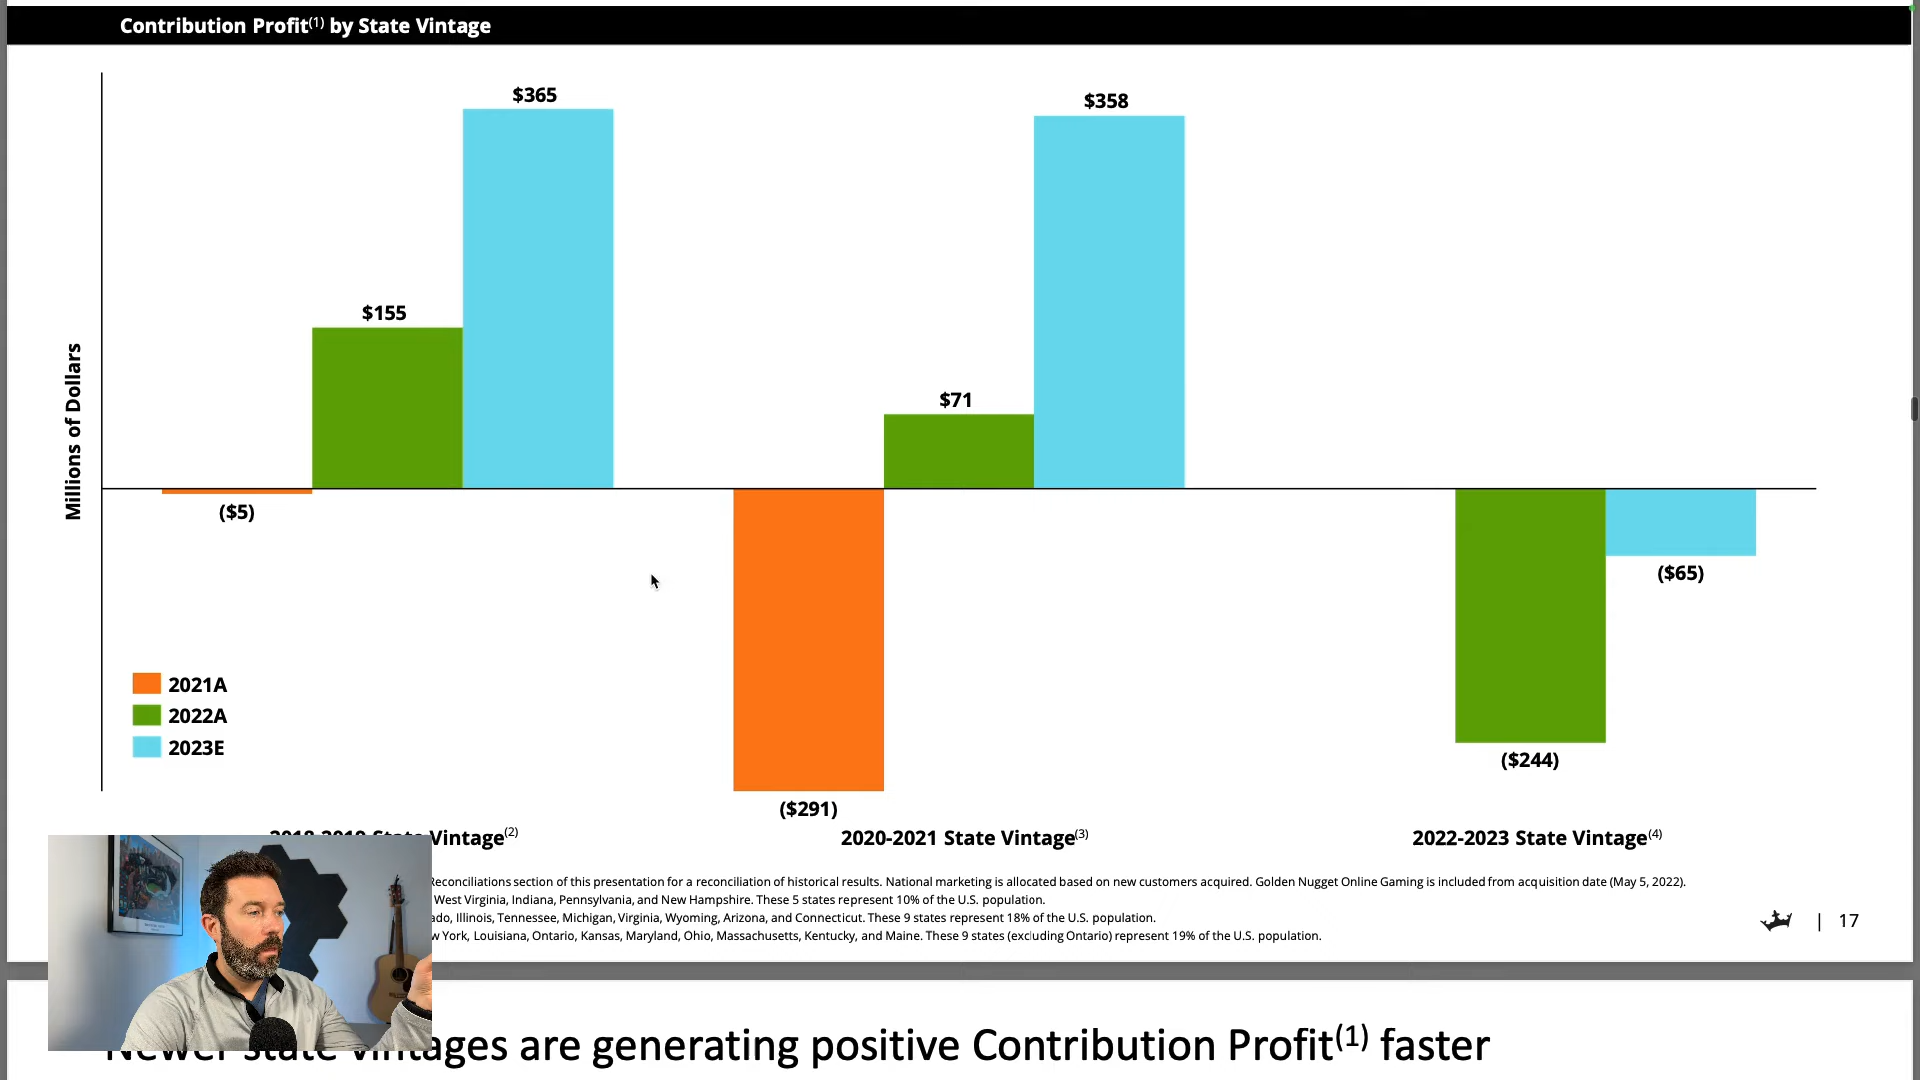 Contribution Profit(1) by State Vintage
$365
$358
$155
$71
Millions of Dollars
($5)
($65)
2021A
2022A
2023E
($244)
($291)
Vintage(2)
2020-2021 State Vintage(3)
2022-2023 State Vintage(4)
Reconciliations section of this presentation for a reconciliation of historical results. National marketing is allocated based on new customers acquired. Golden Nugget Online Gaming is included from acquisition date (May 5, 2022).
West Virginia, Indiana, Pennsylvania, and New Hampshire. These 5 states represent 10% of the U.S. population.
ado, Illinois, Tennessee, Michigan, Virginia, Wyoming, Arizona, and Connecticut. These 9 states represent 18% of the U.S. population.
w York, Louisiana, Ontario, Kansas, Maryland, Ohio, Massachusetts, Kentucky, and Maine. These 9 states (excluding Ontario) represent 19% of the U.S. population.
| 17
Newer state vintages are generating positive Contribution Profit(1) faster